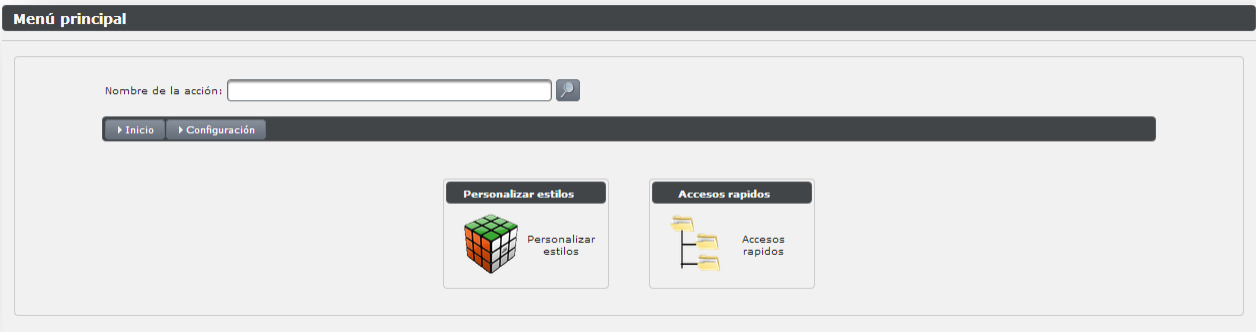 Menú principal
Nombre de la acción:
Inicio
Configuración
Personalizar estilos
Personalizar
estilos
Accesos rapidos
Accesos
rapidos